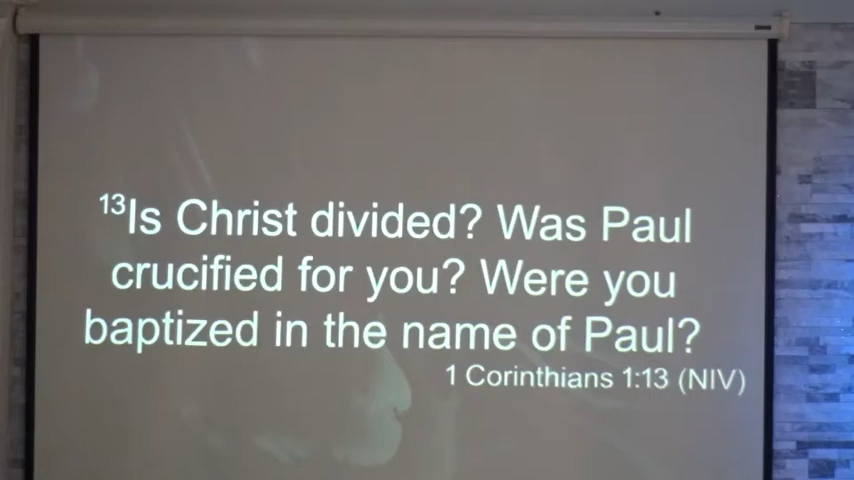 ¹³Is Christ divided? Was Paul
crucified for you? Were you
baptized in the name of Paul?
1 Corinthians 1:13 (NIV)